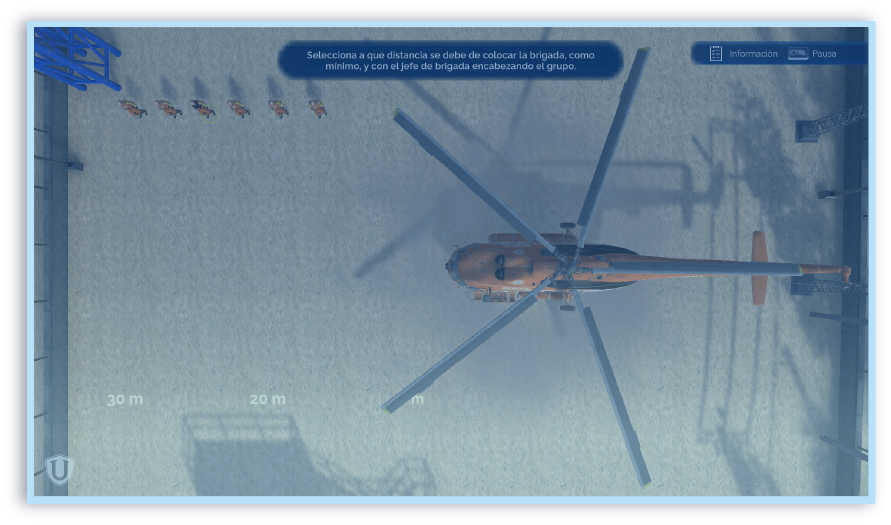 Selecciona a que distancia se debe de colocar la brigada, como
mínimo, y con el jefe de brigada encabezando el grupo.
Información CTRL Pausa
30 m 20 m m
U